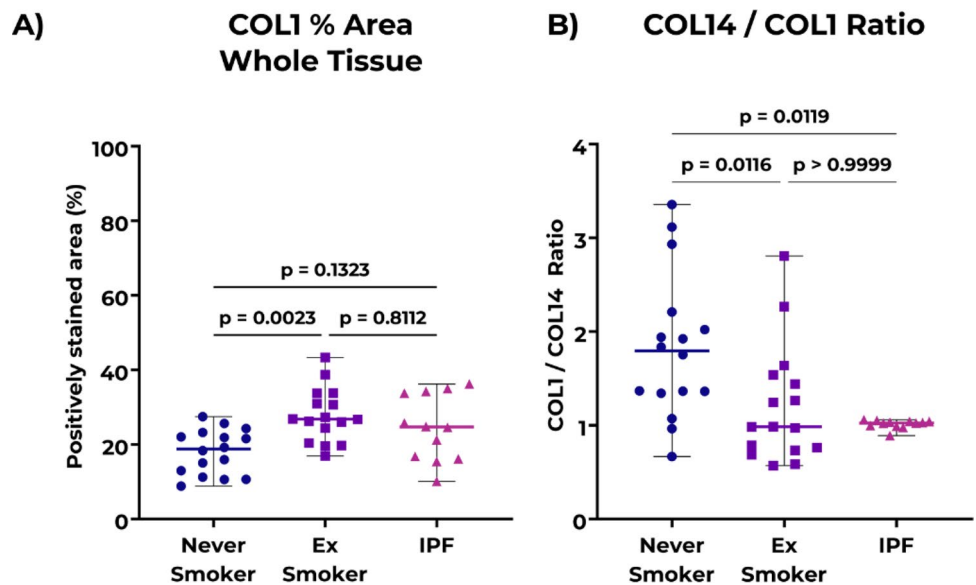 A)
COL1 % Area
Whole Tissue
Positively stained area (%)
100
80
60
40
20
0
p = 0.1323
p = 0.0023
p = 0.8112
Never
Smoker
Ex
Smoker
IPF
B)
COL14 / COL1 Ratio
COL1 / COL14 Ratio
4
3
2
1
0
p = 0.0119
p = 0.0116
p > 0.9999
Never
Smoker
Ex
Smoker
IPF